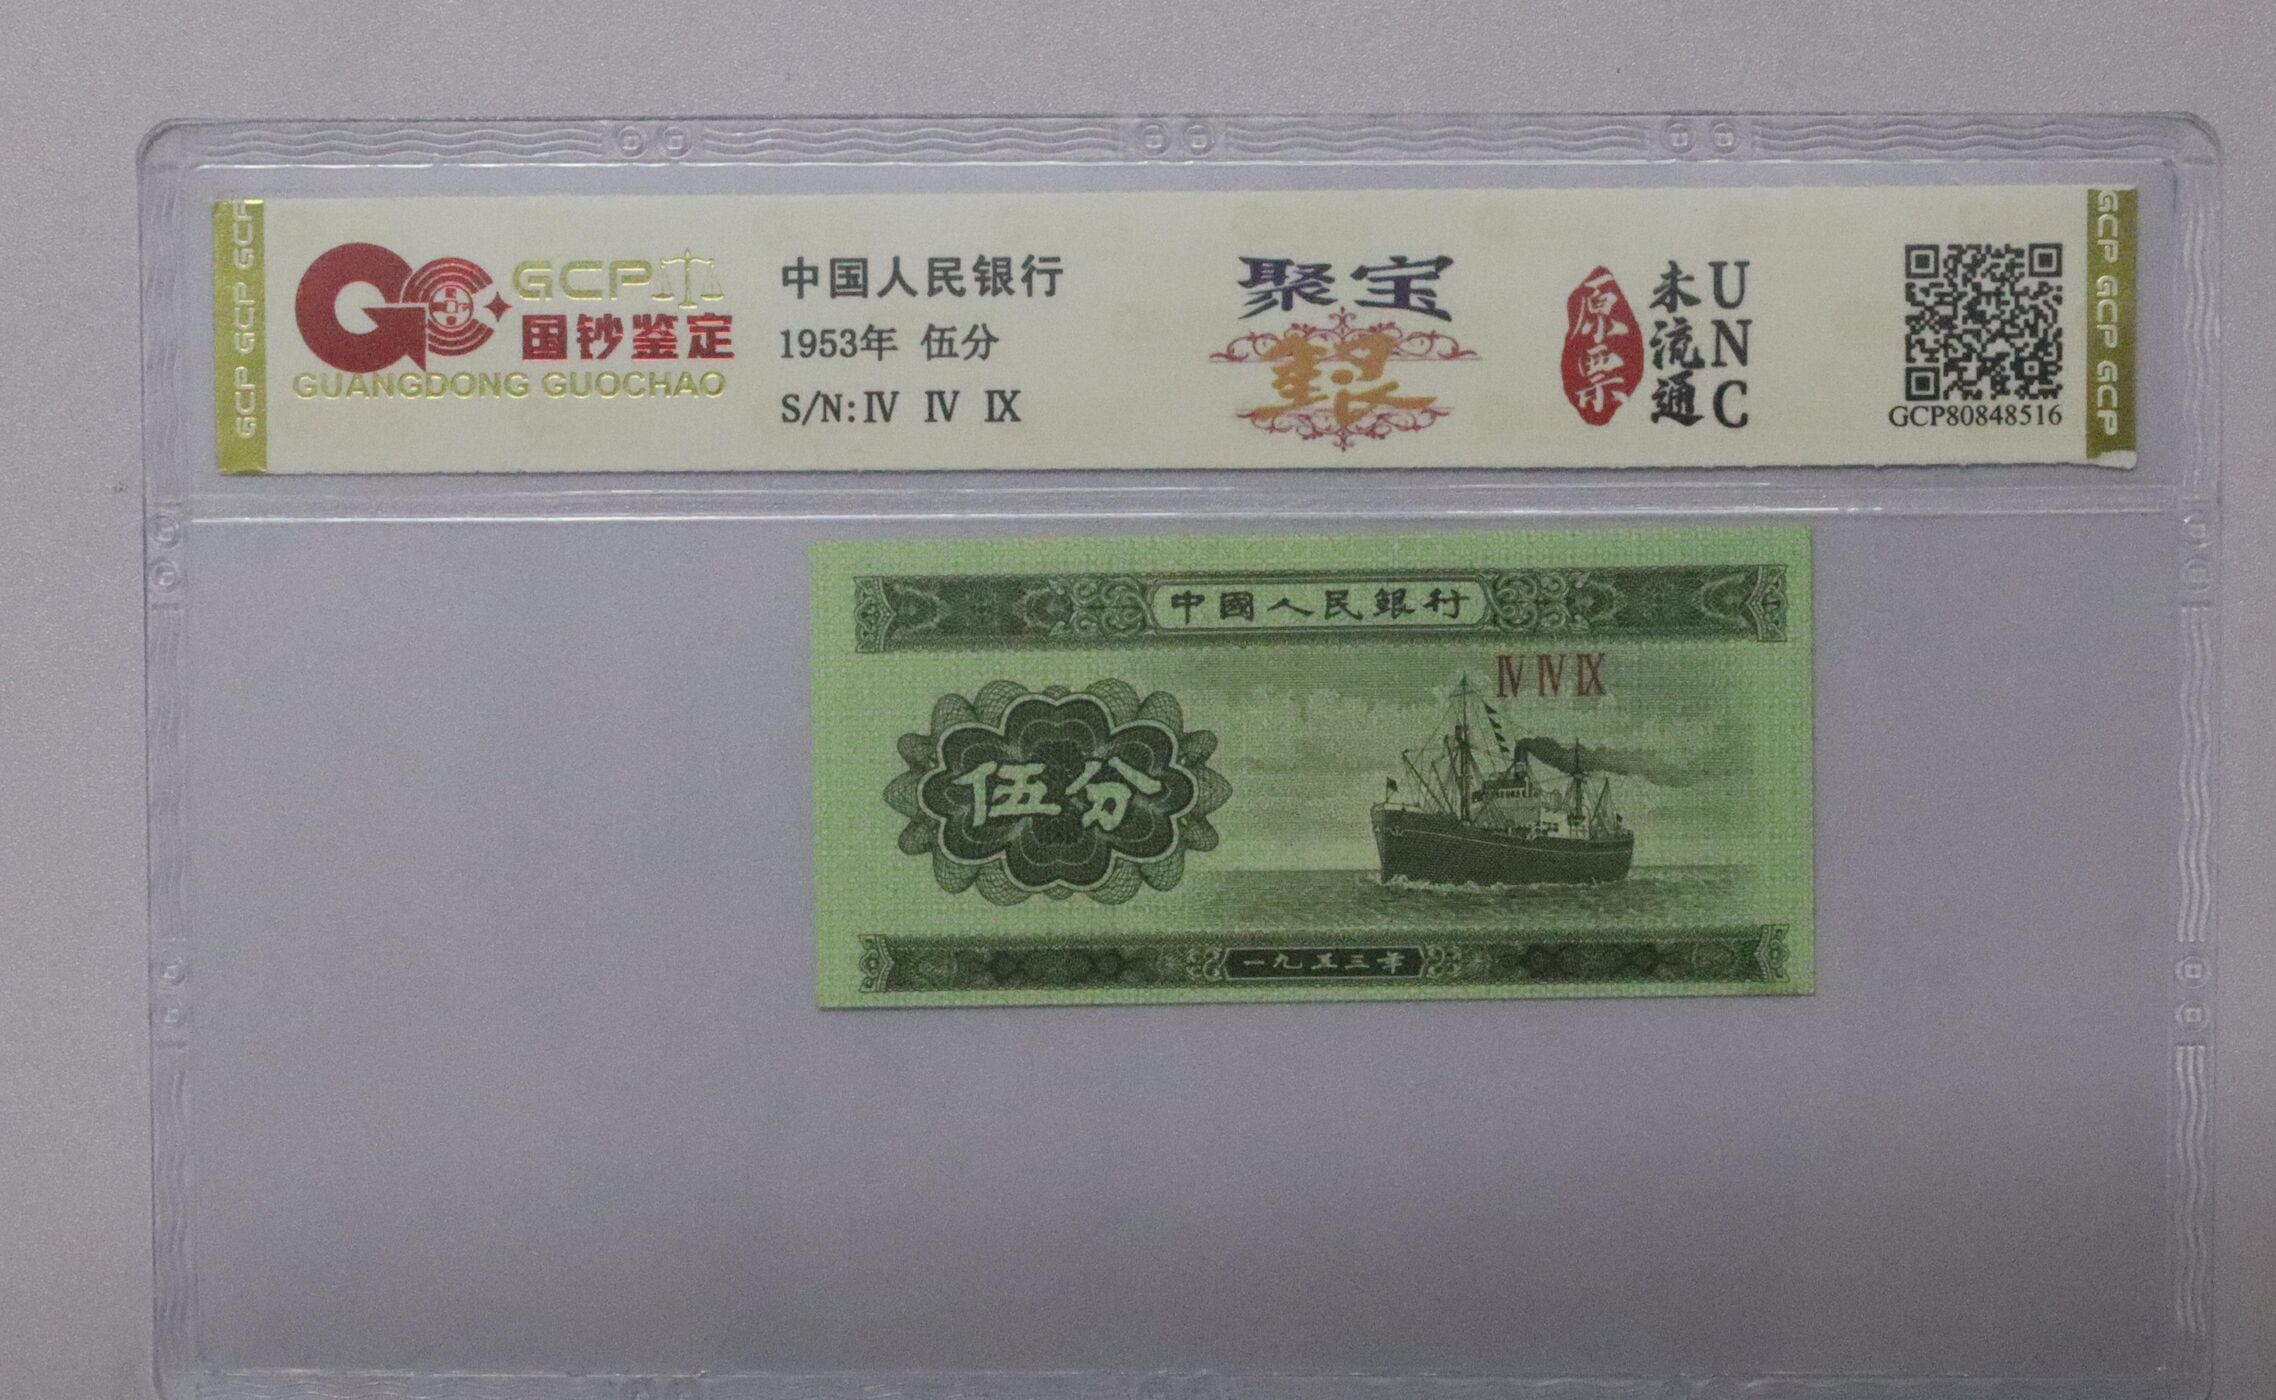 GCP GCP GCP
GCP
国钞鉴定
GUANGDONG GUOCHAO
中国人民银行
1953年 伍分
S/N:Ⅳ Ⅳ Ⅸ
聚宝
原票
未流通
UNC
GCP80848516
GCP GCP GCP
中國人民銀行
Ⅳ Ⅳ Ⅸ
伍分
一九五三年